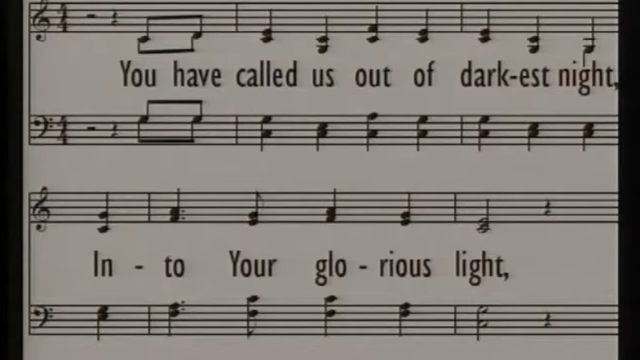 You have called us out of dark-est night,
In - to Your glo - rious light,